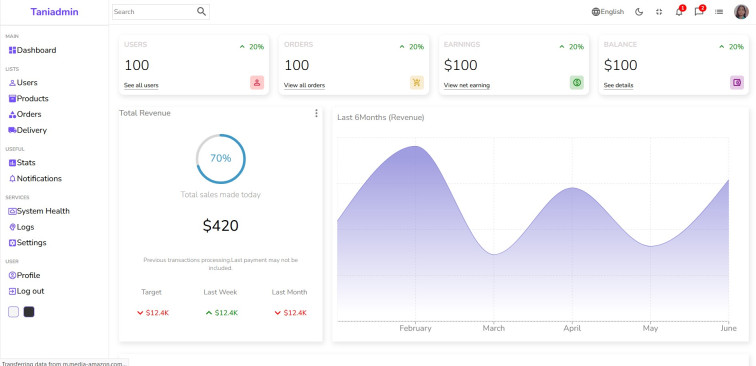 Taniadmin
Search
English
1
2
MAIN
Dashboard
LISTS
Users
Products
Orders
Delivery
USEFUL
Stats
Notifications
SERVICES
System Health
Logs
Settings
USER
Profile
Log out
USERS
20%
100
See all users
ORDERS
20%
100
View all orders
EARNINGS
20%
$100
View net earning
BALANCE
20%
$100
See details
Total Revenue
70%
Total sales made today
$420
Previous transactions processing.Last payment may not be
included.
Target Last Week Last Month
$12.4K $12.4K $12.4K
Last 6Months (Revenue)
February March April May June
Transferring data from m.media-amazon.com...